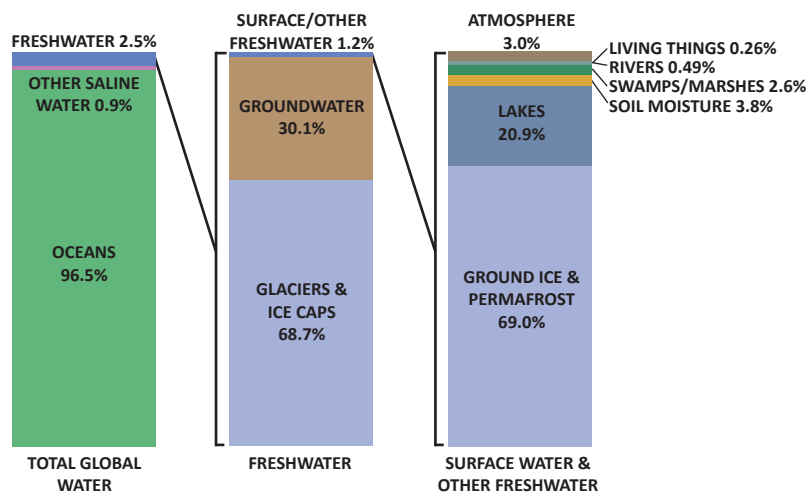 FRESHWATER 2.5%
OTHER SALINE
WATER 0.9%
OCEANS
96.5%
TOTAL GLOBAL
WATER
SURFACE/OTHER
FRESHWATER 1.2%
GROUNDWATER
30.1%
GLACIERS &
ICE CAPS
68.7%
FRESHWATER
ATMOSPHERE
3.0%
LIVING THINGS 0.26%
RIVERS 0.49%
SWAMPS/MARSHES 2.6%
SOIL MOISTURE 3.8%
LAKES
20.9%
GROUND ICE &
PERMAFROST
69.0%
SURFACE WATER &
OTHER FRESHWATER